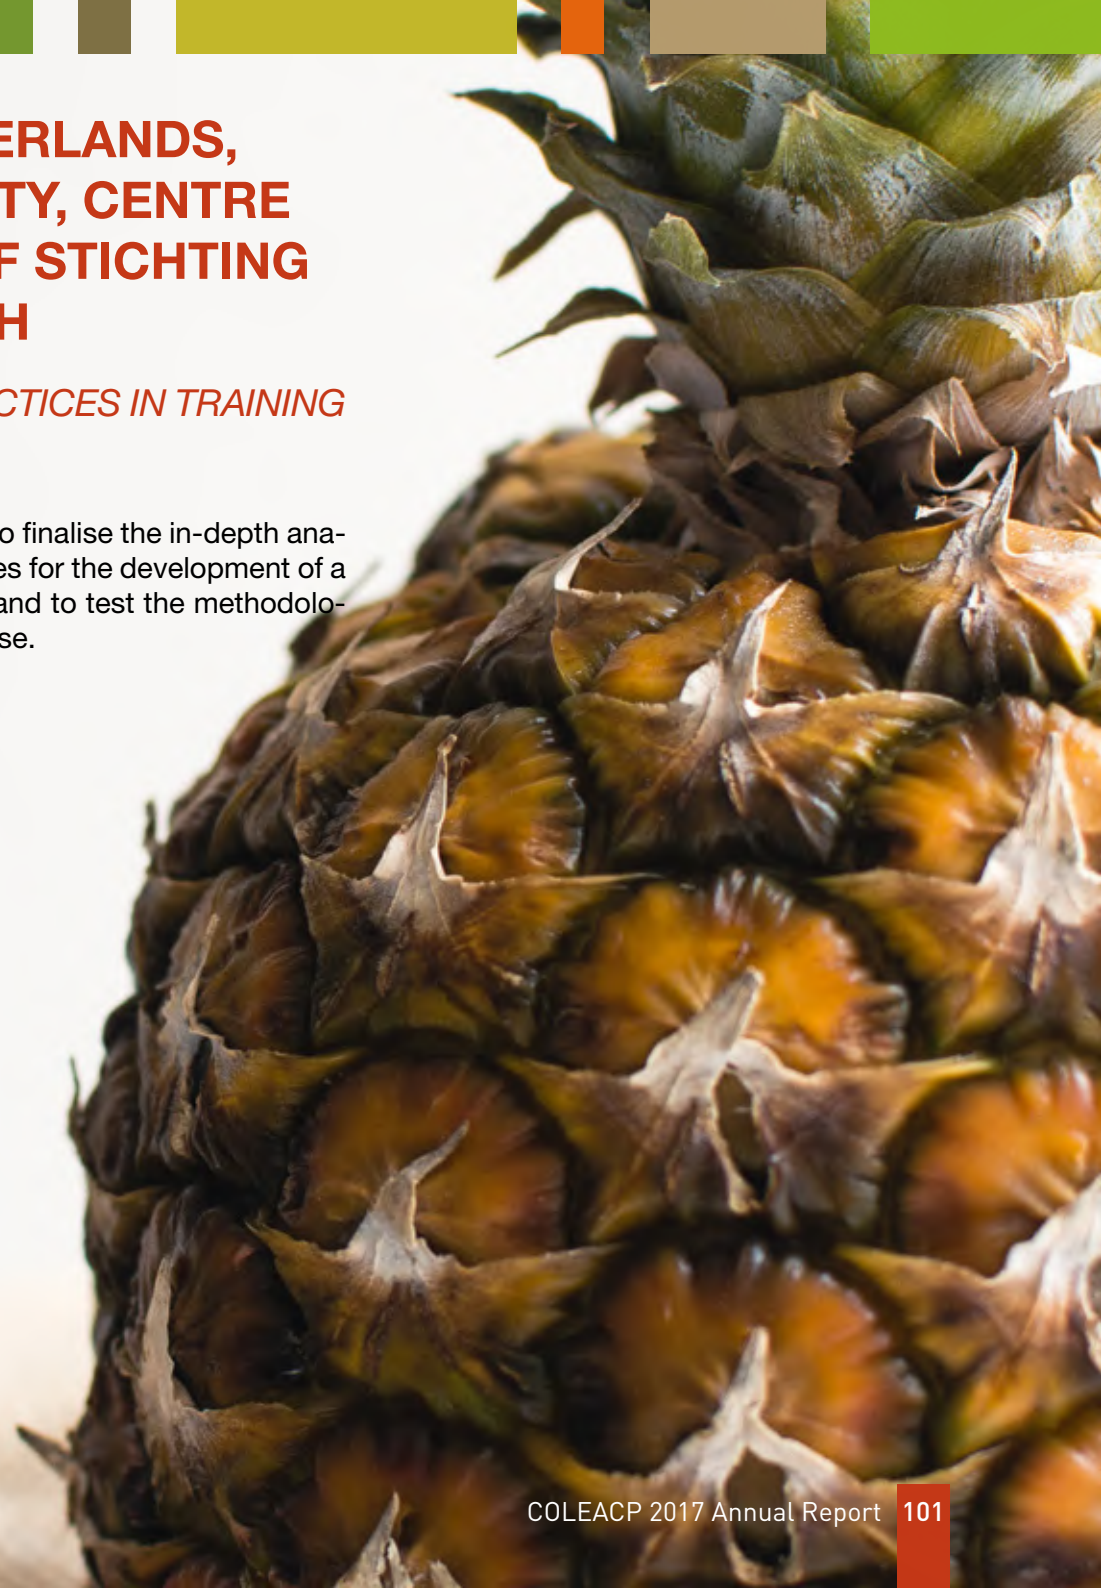 ERLANDS,
TY, CENTRE
F STICHTING
H
CTICES IN TRAINING
o finalise the in-depth ana-
es for the development of a
and to test the methodolo-
se.
COLEACP 2017 Annual Report 101